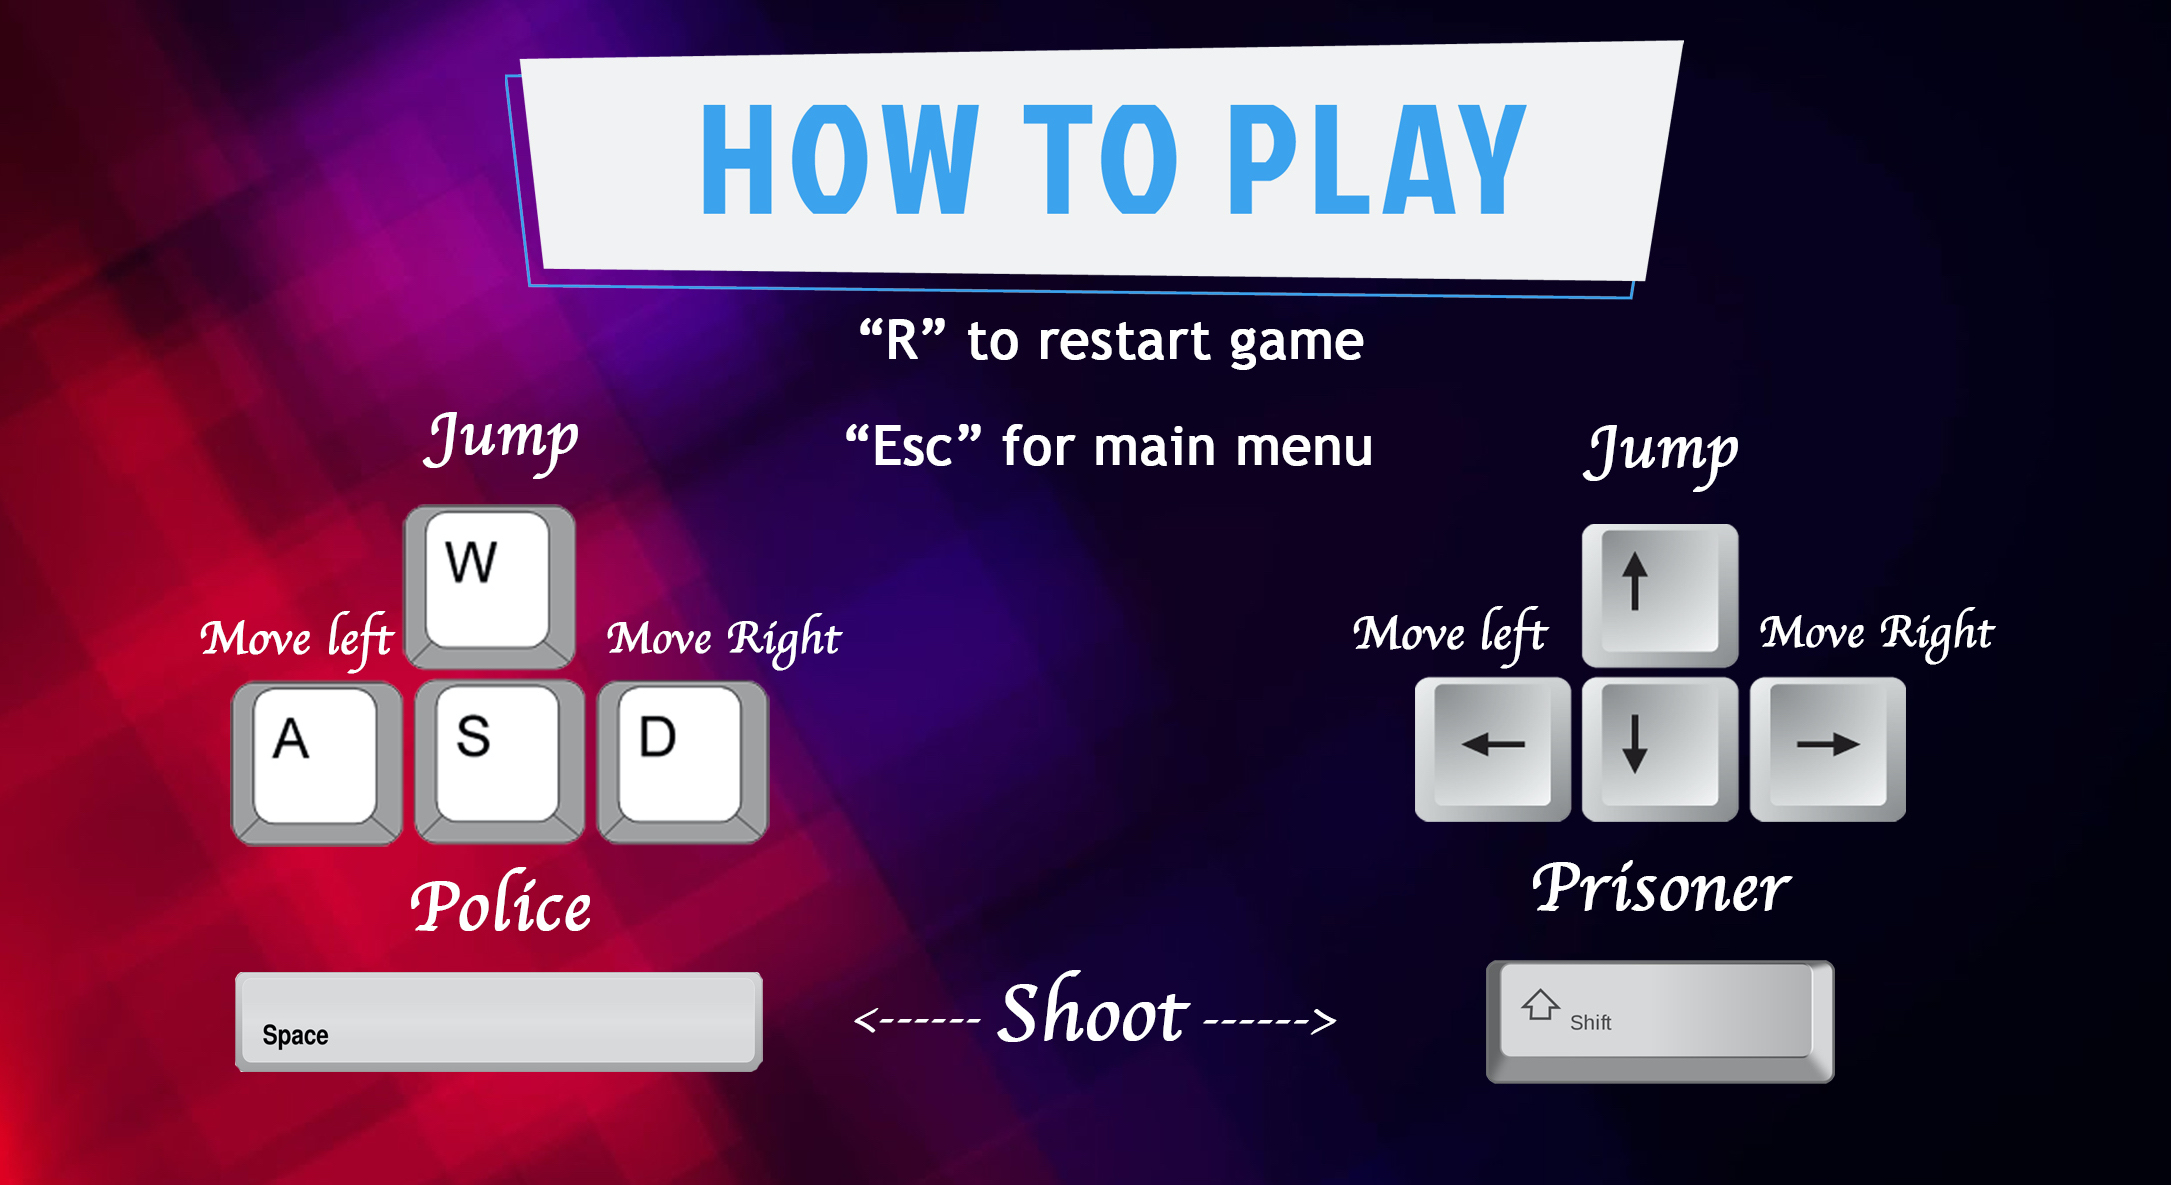 HOW TO PLAY
“R” to restart game
“Esc” for main menu
Jump
W
Move left
Move Right
A S D
Police
Space
Jump
↑
Move left
Move Right
← ↓ →
Prisoner
Shift
<------ Shoot ------>